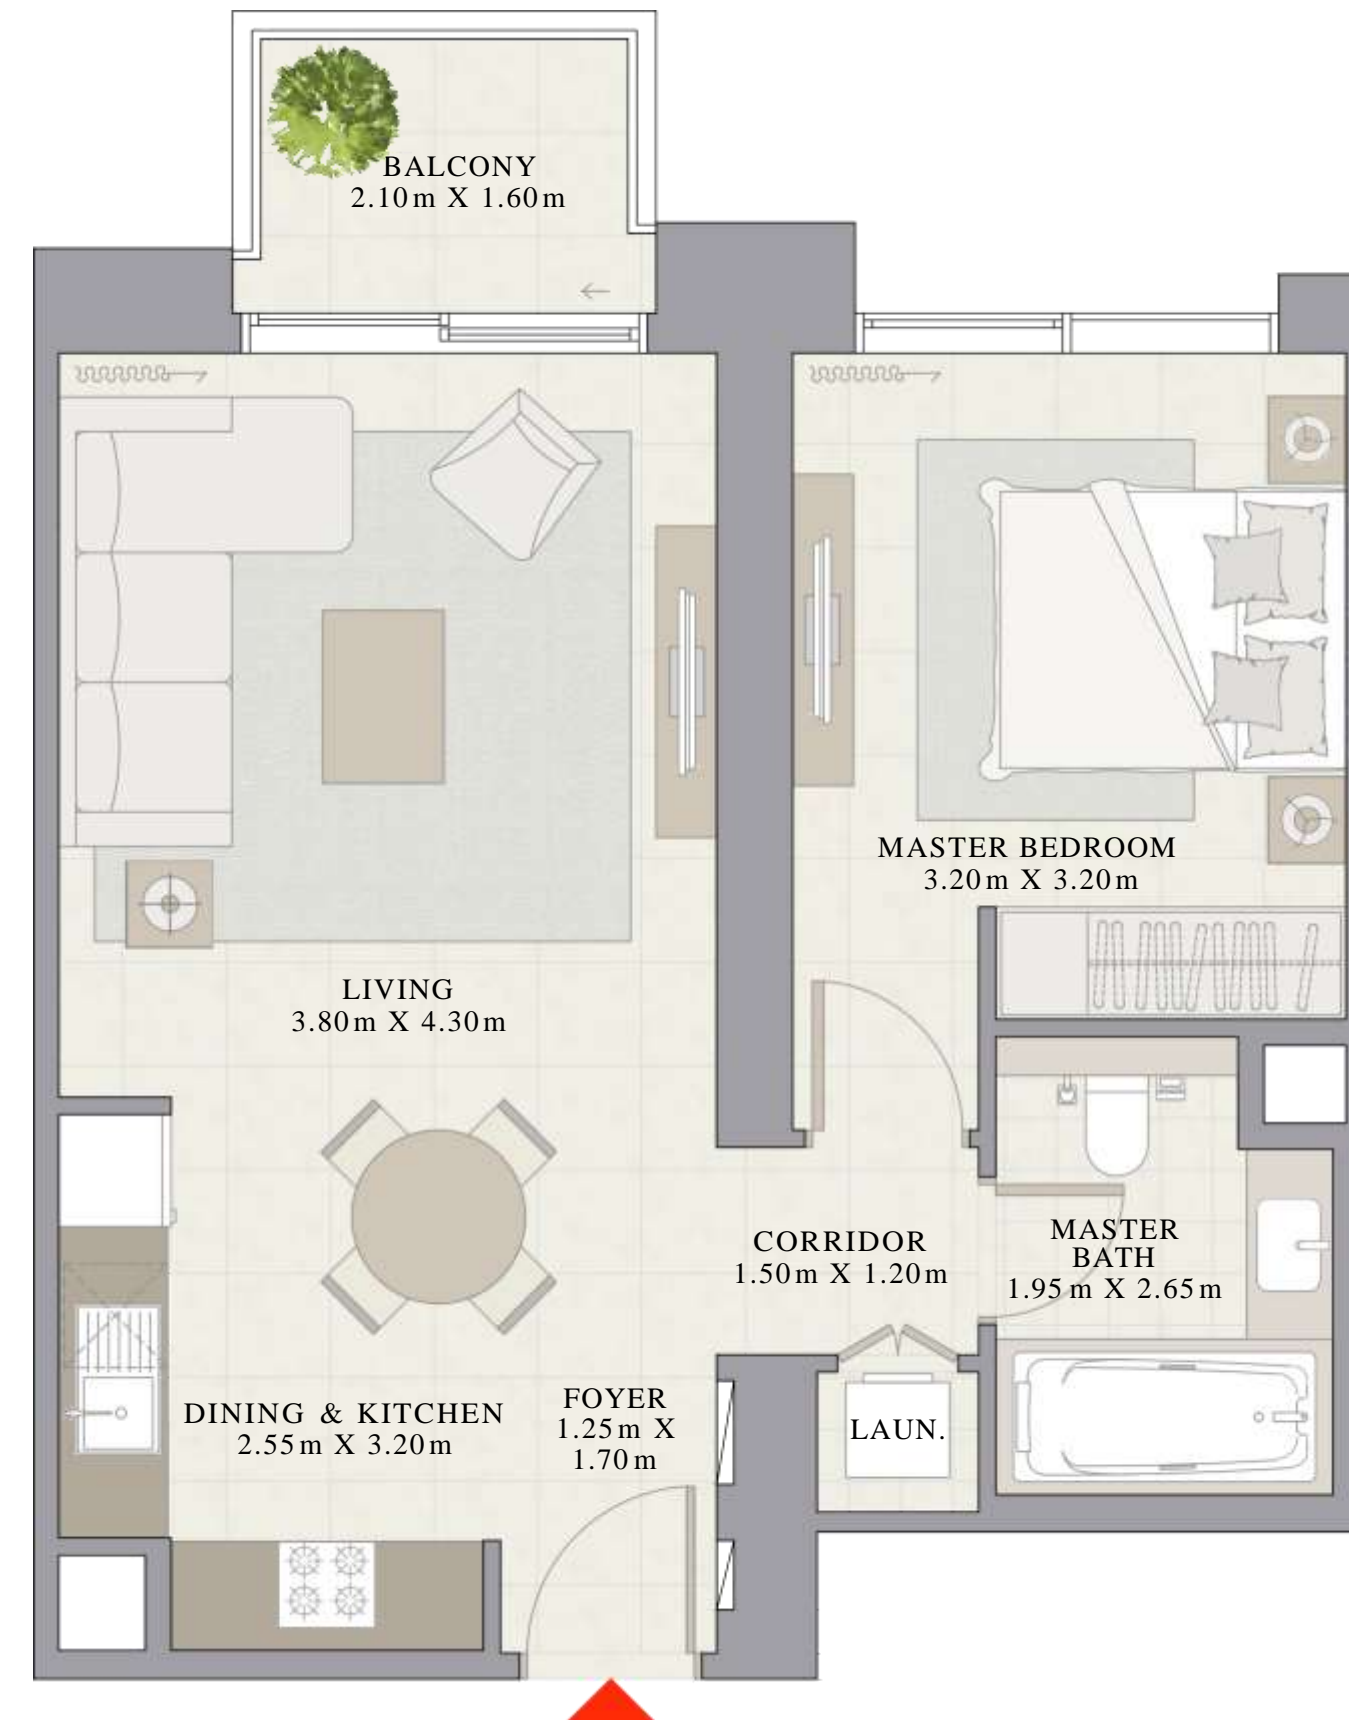 BALCONY
2.10m X 1.60m
MASTER BEDROOM
3.20m X 3.20m
LIVING
3.80m X 4.30m
CORRIDOR
1.50m X 1.20m
MASTER
BATH
1.95m X 2.65m
DINING & KITCHEN
2.55m X 3.20m
FOYER
1.25m X
1.70m
LAUN.